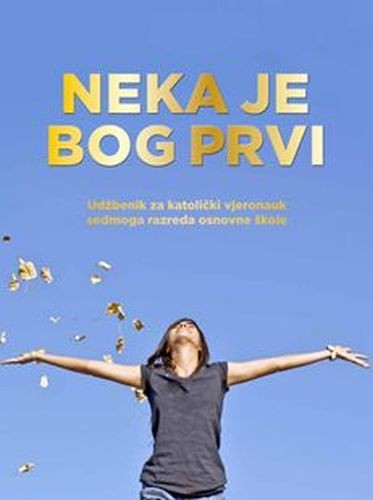 NEKA JE
BOG PRVI
Udžbenik za katolički vjeronauk
sedmoga razreda osnovne škole